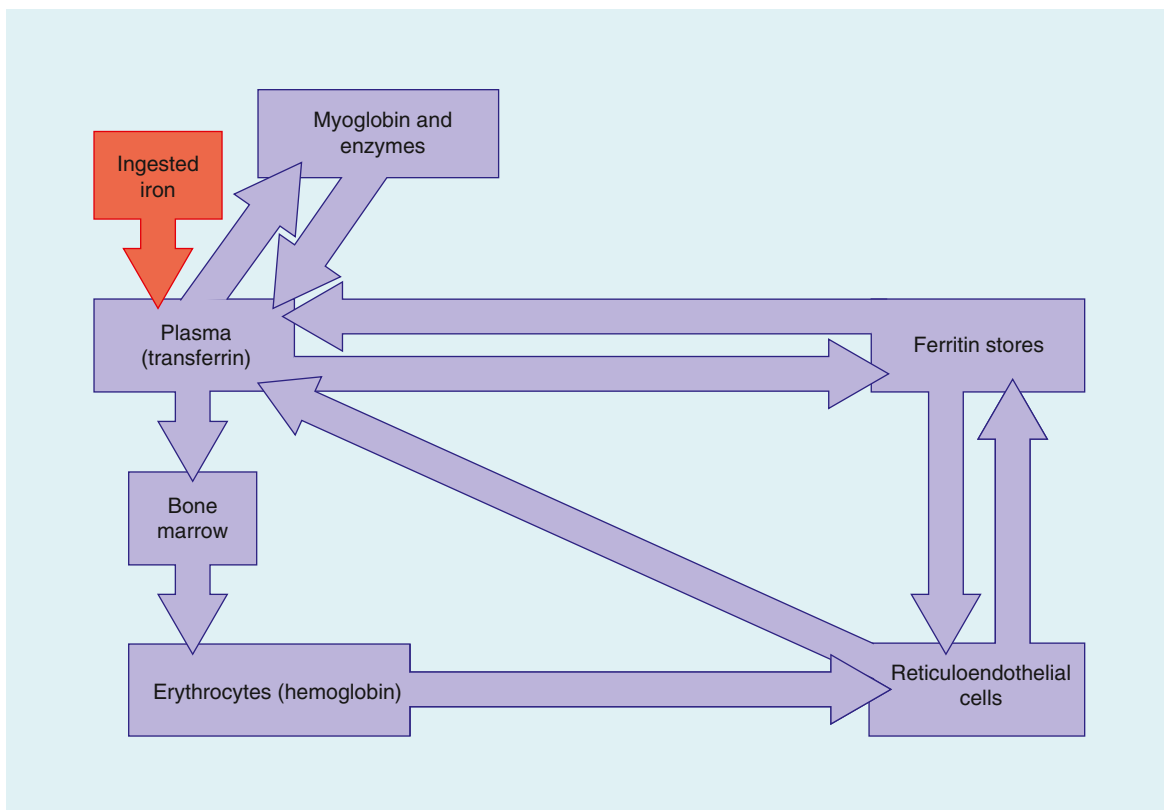 Myoglobin and
enzymes
Ingested
iron
Plasma
(transferrin)
Ferritin stores
Bone
marrow
Erythrocytes (hemoglobin)
Reticuloendothelial
cells